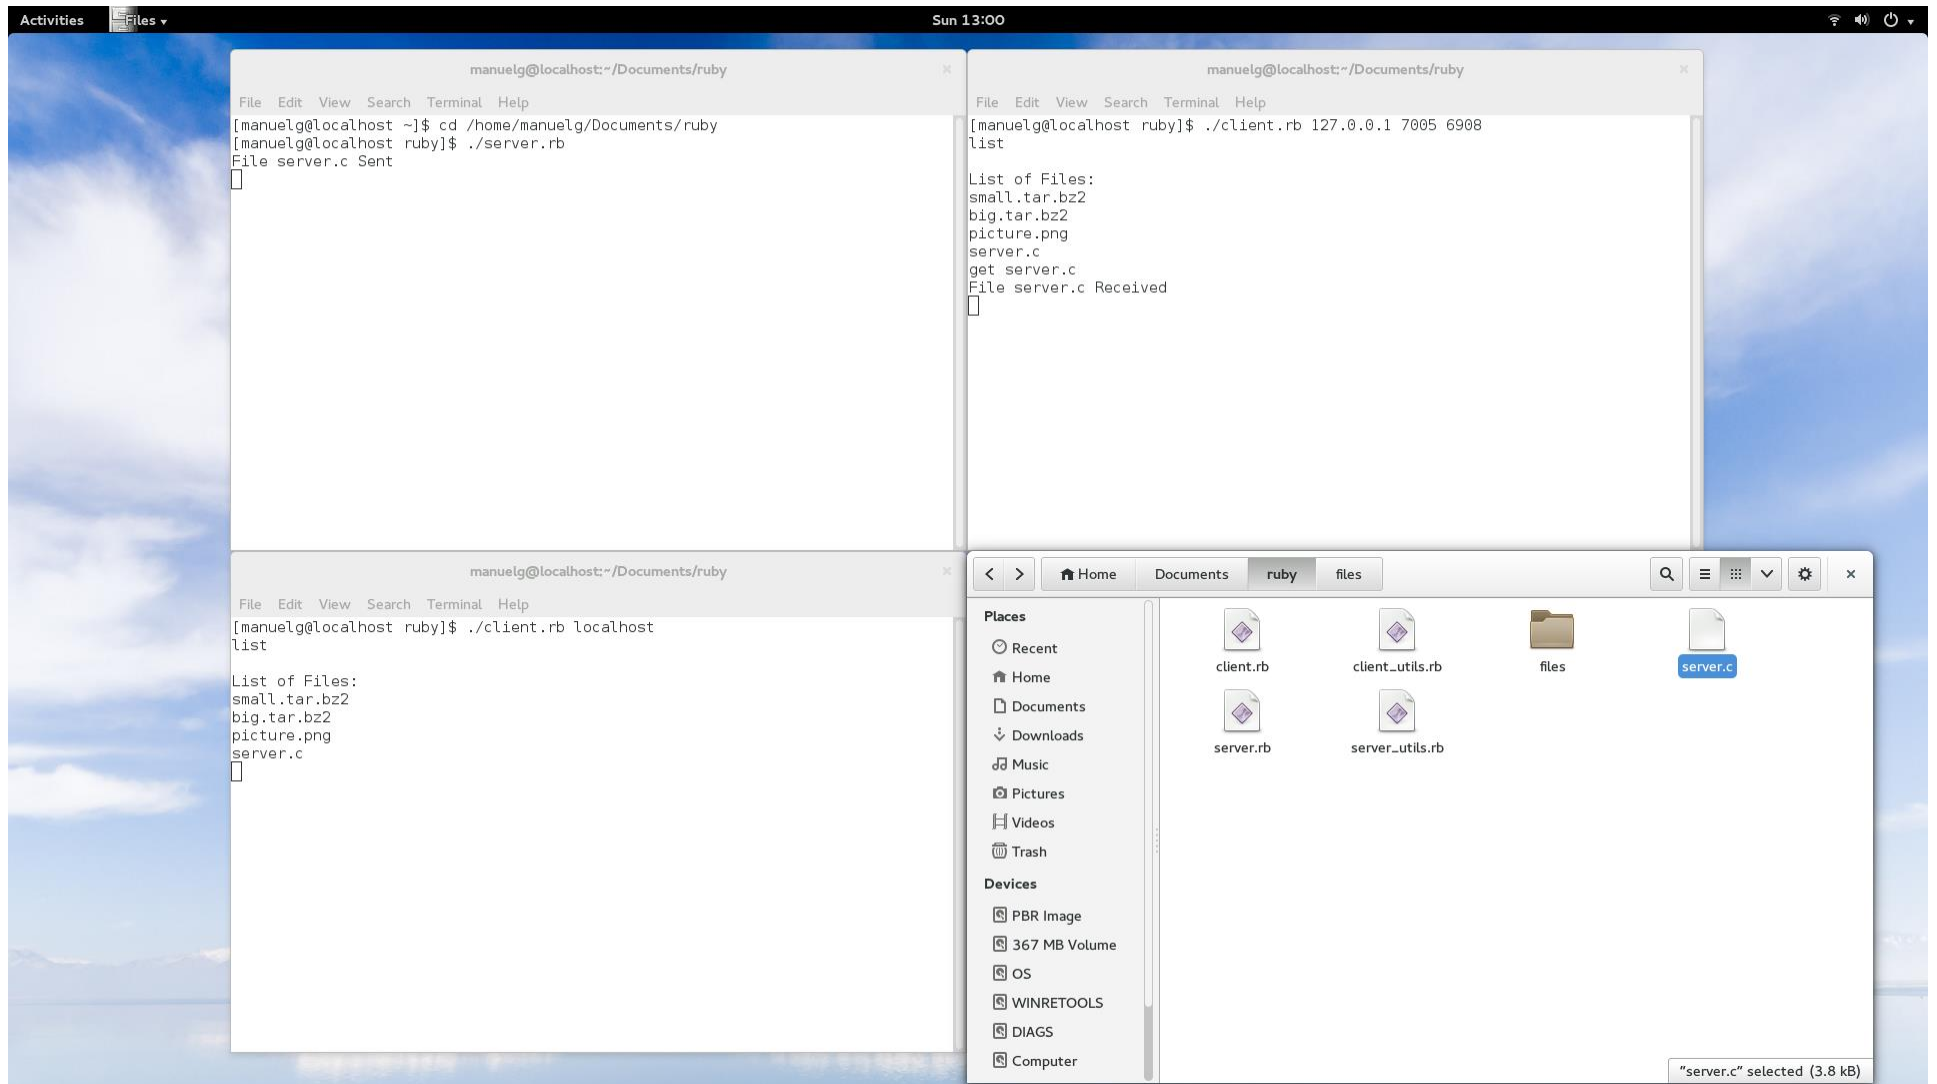 Activities Files Sun 13:00
manuelg@localhost:~/Documents/ruby
File Edit View Search Terminal Help
[manuelg@localhost ~]$ cd /home/manuelg/Documents/ruby
[manuelg@localhost ruby]$ ./server.rb
File server.c Sent
manuelg@localhost:~/Documents/ruby
File Edit View Search Terminal Help
[manuelg@localhost ruby]$ ./client.rb 127.0.0.1 7005 6908
list
List of Files:
small.tar.bz2
big.tar.bz2
picture.png
server.c
get server.c
File server.c Received
manuelg@localhost:~/Documents/ruby
File Edit View Search Terminal Help
[manuelg@localhost ruby]$ ./client.rb localhost
list
List of Files:
small.tar.bz2
big.tar.bz2
picture.png
server.c
Home Documents ruby files
Places
Recent
Home
Documents
Downloads
Music
Pictures
Videos
Trash
Devices
PBR Image
367 MB Volume
OS
WINRETOOLS
DIAGS
Computer
client.rb client_utils.rb files server.c
server.rb server_utils.rb
"server.c" selected (3.8 kB)